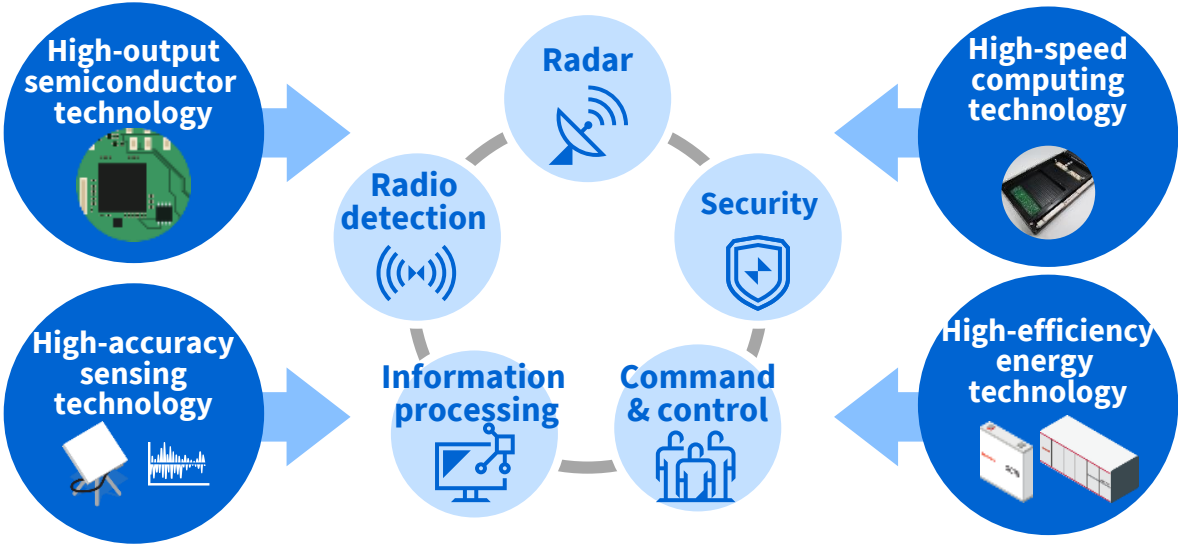 High-output
semiconductor
technology
Radar
High-speed
computing
technology
Radio
detection
Security
High-accuracy
sensing
technology
Information
processing
Command
& control
High-efficiency
energy
technology